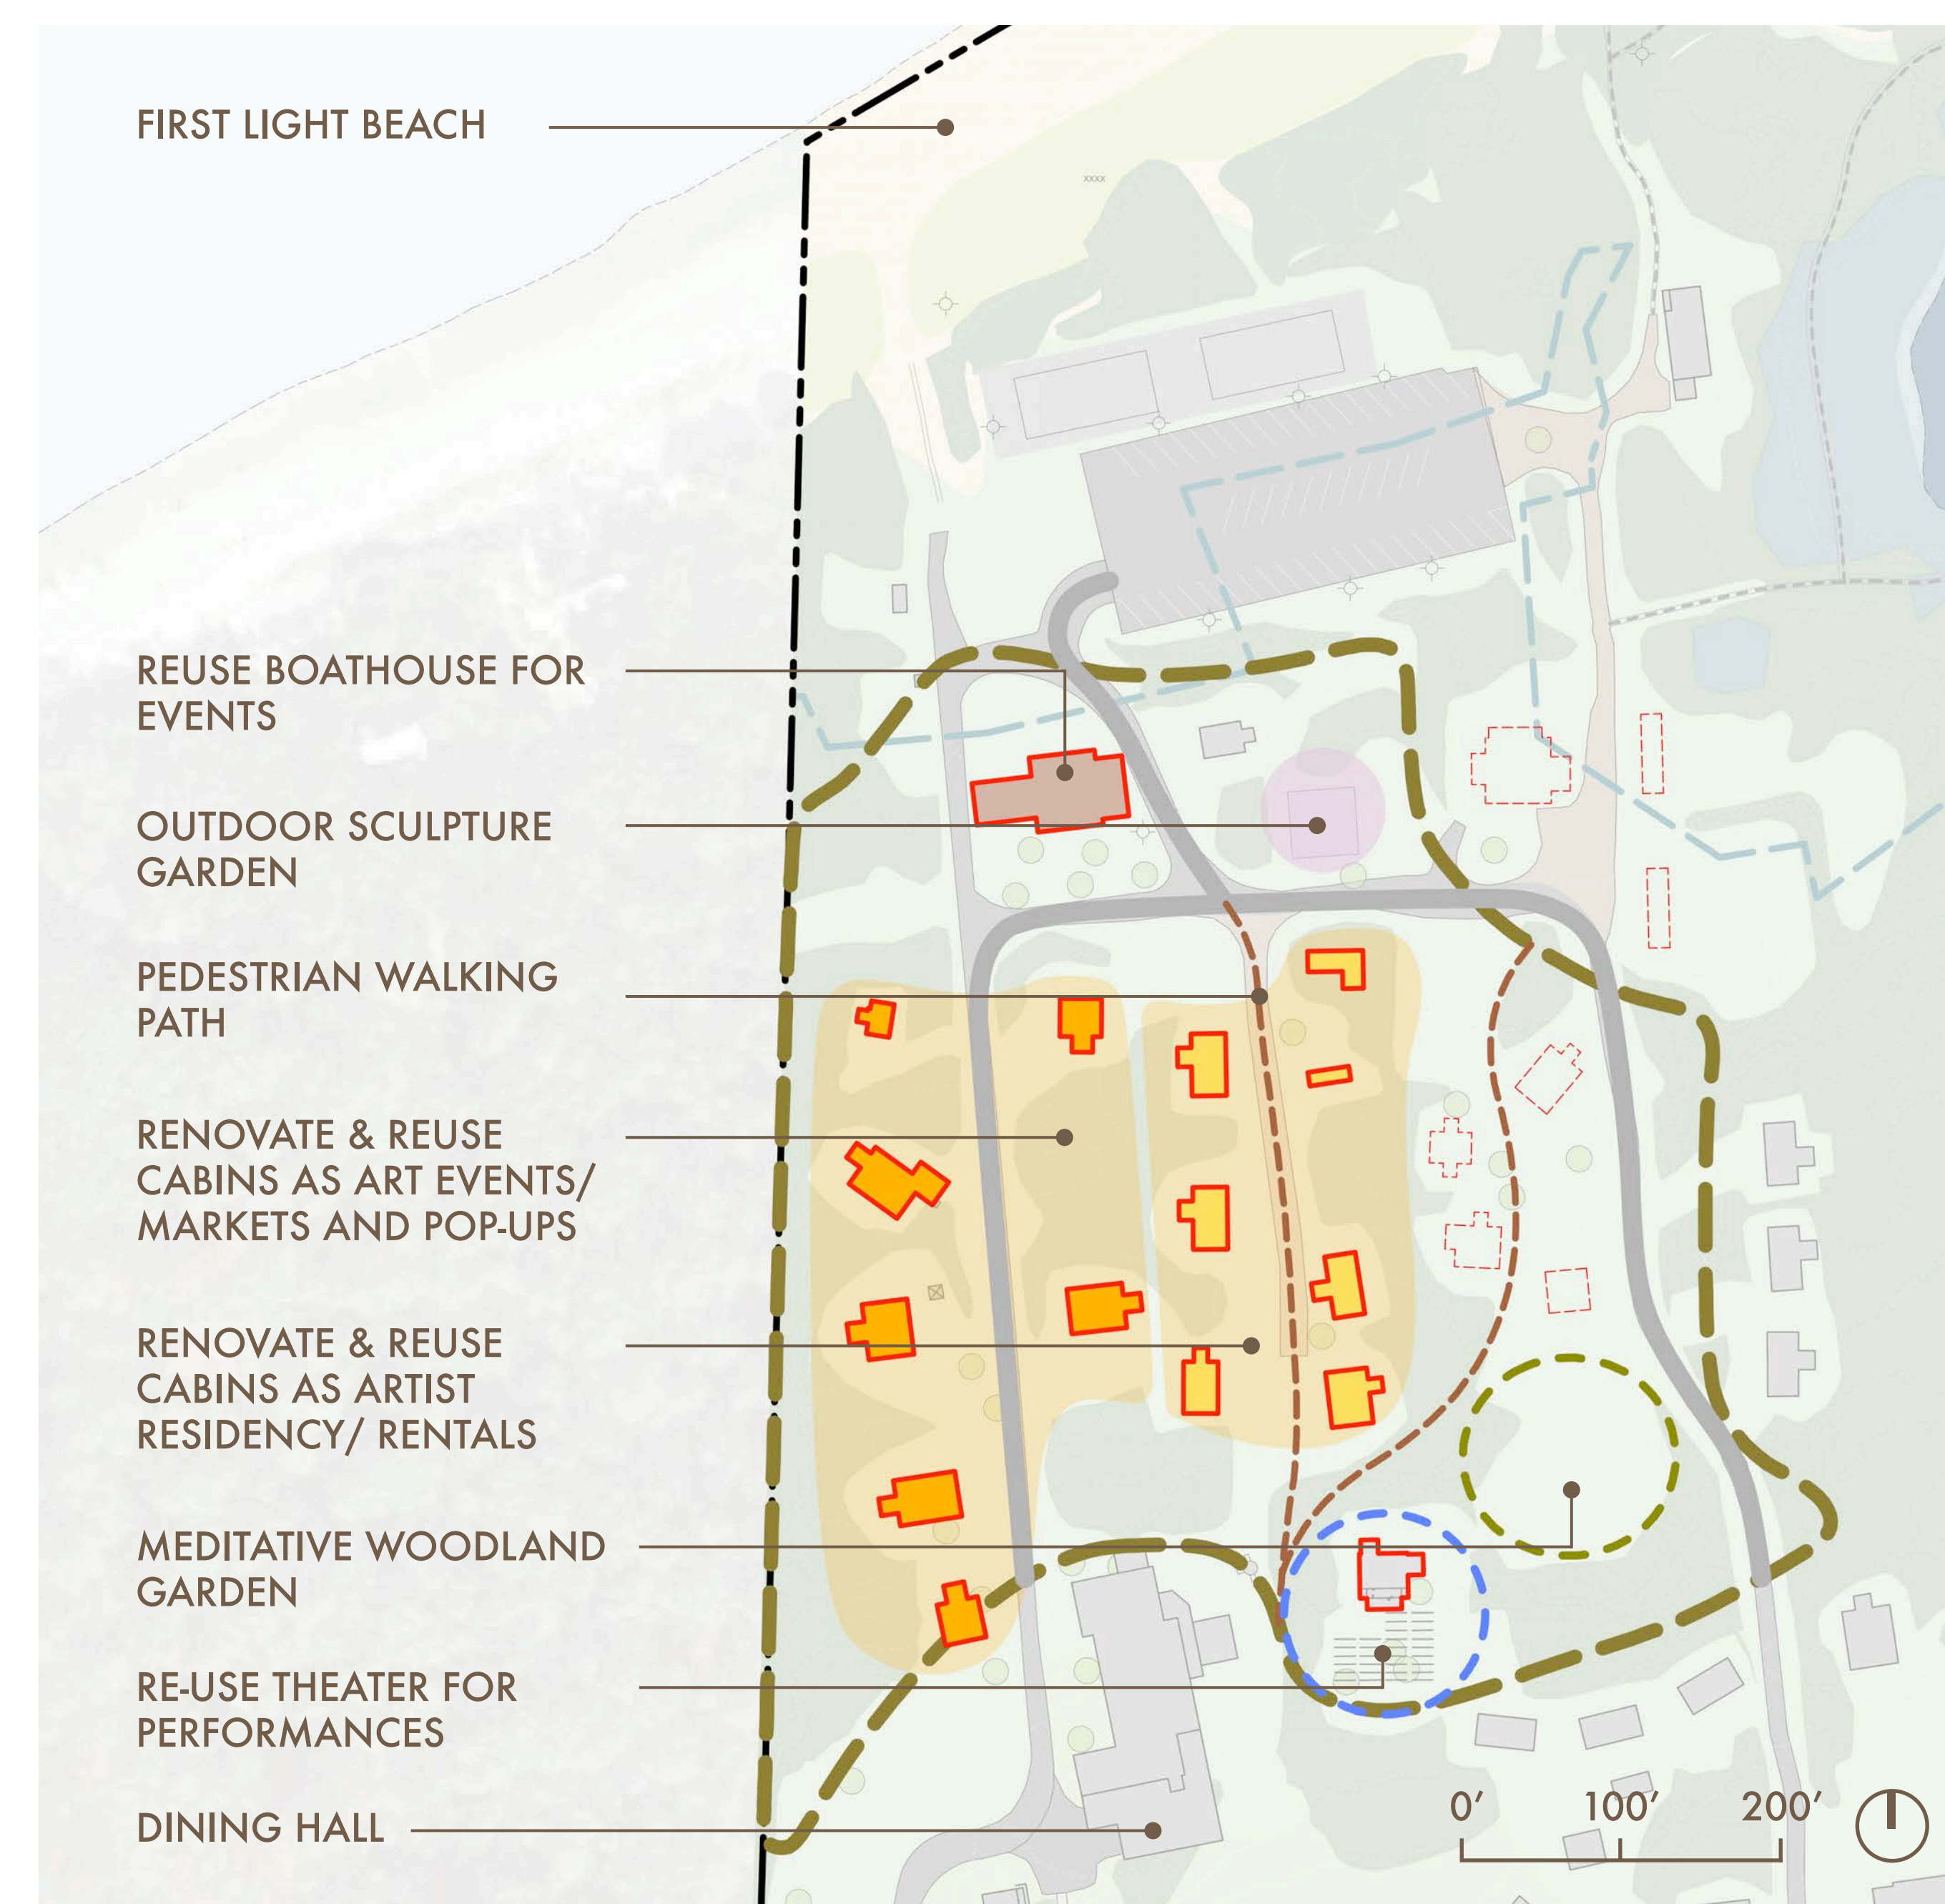 FIRST LIGHT BEACH
xxxx
REUSE BOATHOUSE FOR
EVENTS
OUTDOOR SCULPTURE
GARDEN
PEDESTRIAN WALKING
PATH
RENOVATE & REUSE
CABINS AS ART EVENTS/
MARKETS AND POP-UPS
RENOVATE & REUSE
CABINS AS ARTIST
RESIDENCY/ RENTALS
MEDITATIVE WOODLAND
GARDEN
RE-USE THEATER FOR
PERFORMANCES
DINING HALL
0' 100' 200'